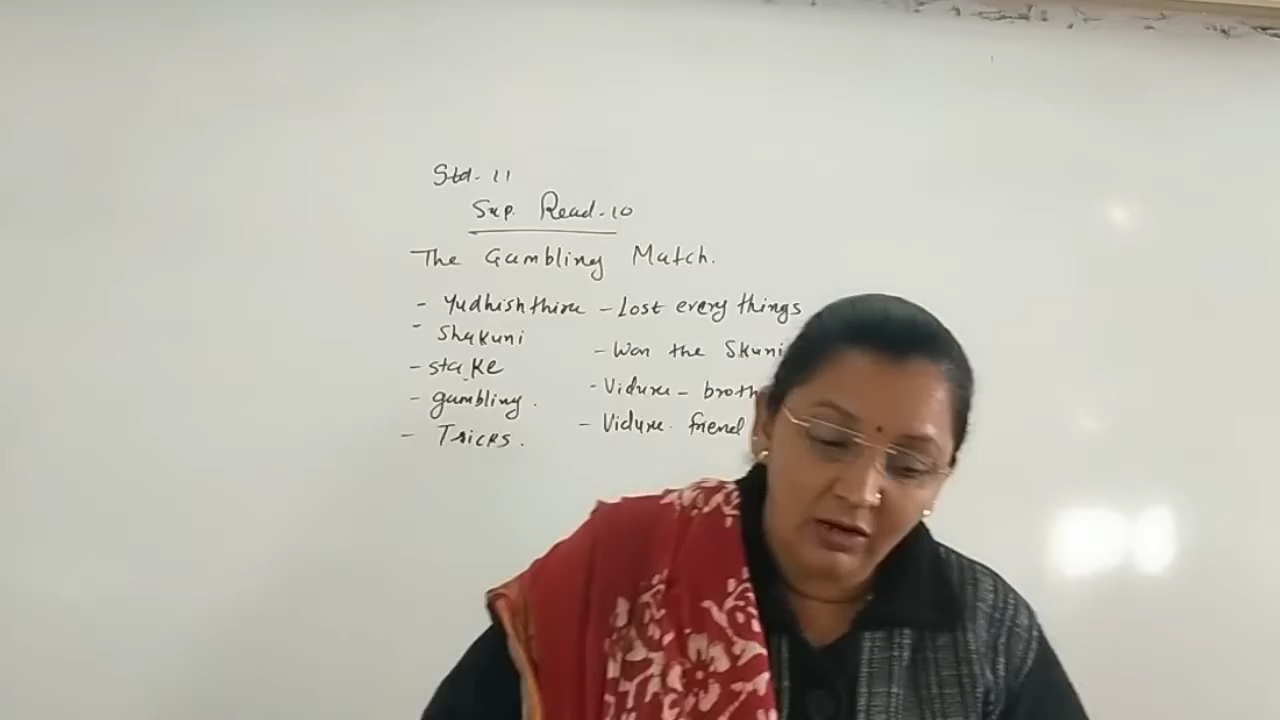 Std. 11
Sup. Read. 10
The Gambling Match.
- Yudhishthira - Lost every things
- Shakuni
- Won the Skuni
- stake
- Vidura - broth
- gambling.
- Vidura. friend
- Tricks.